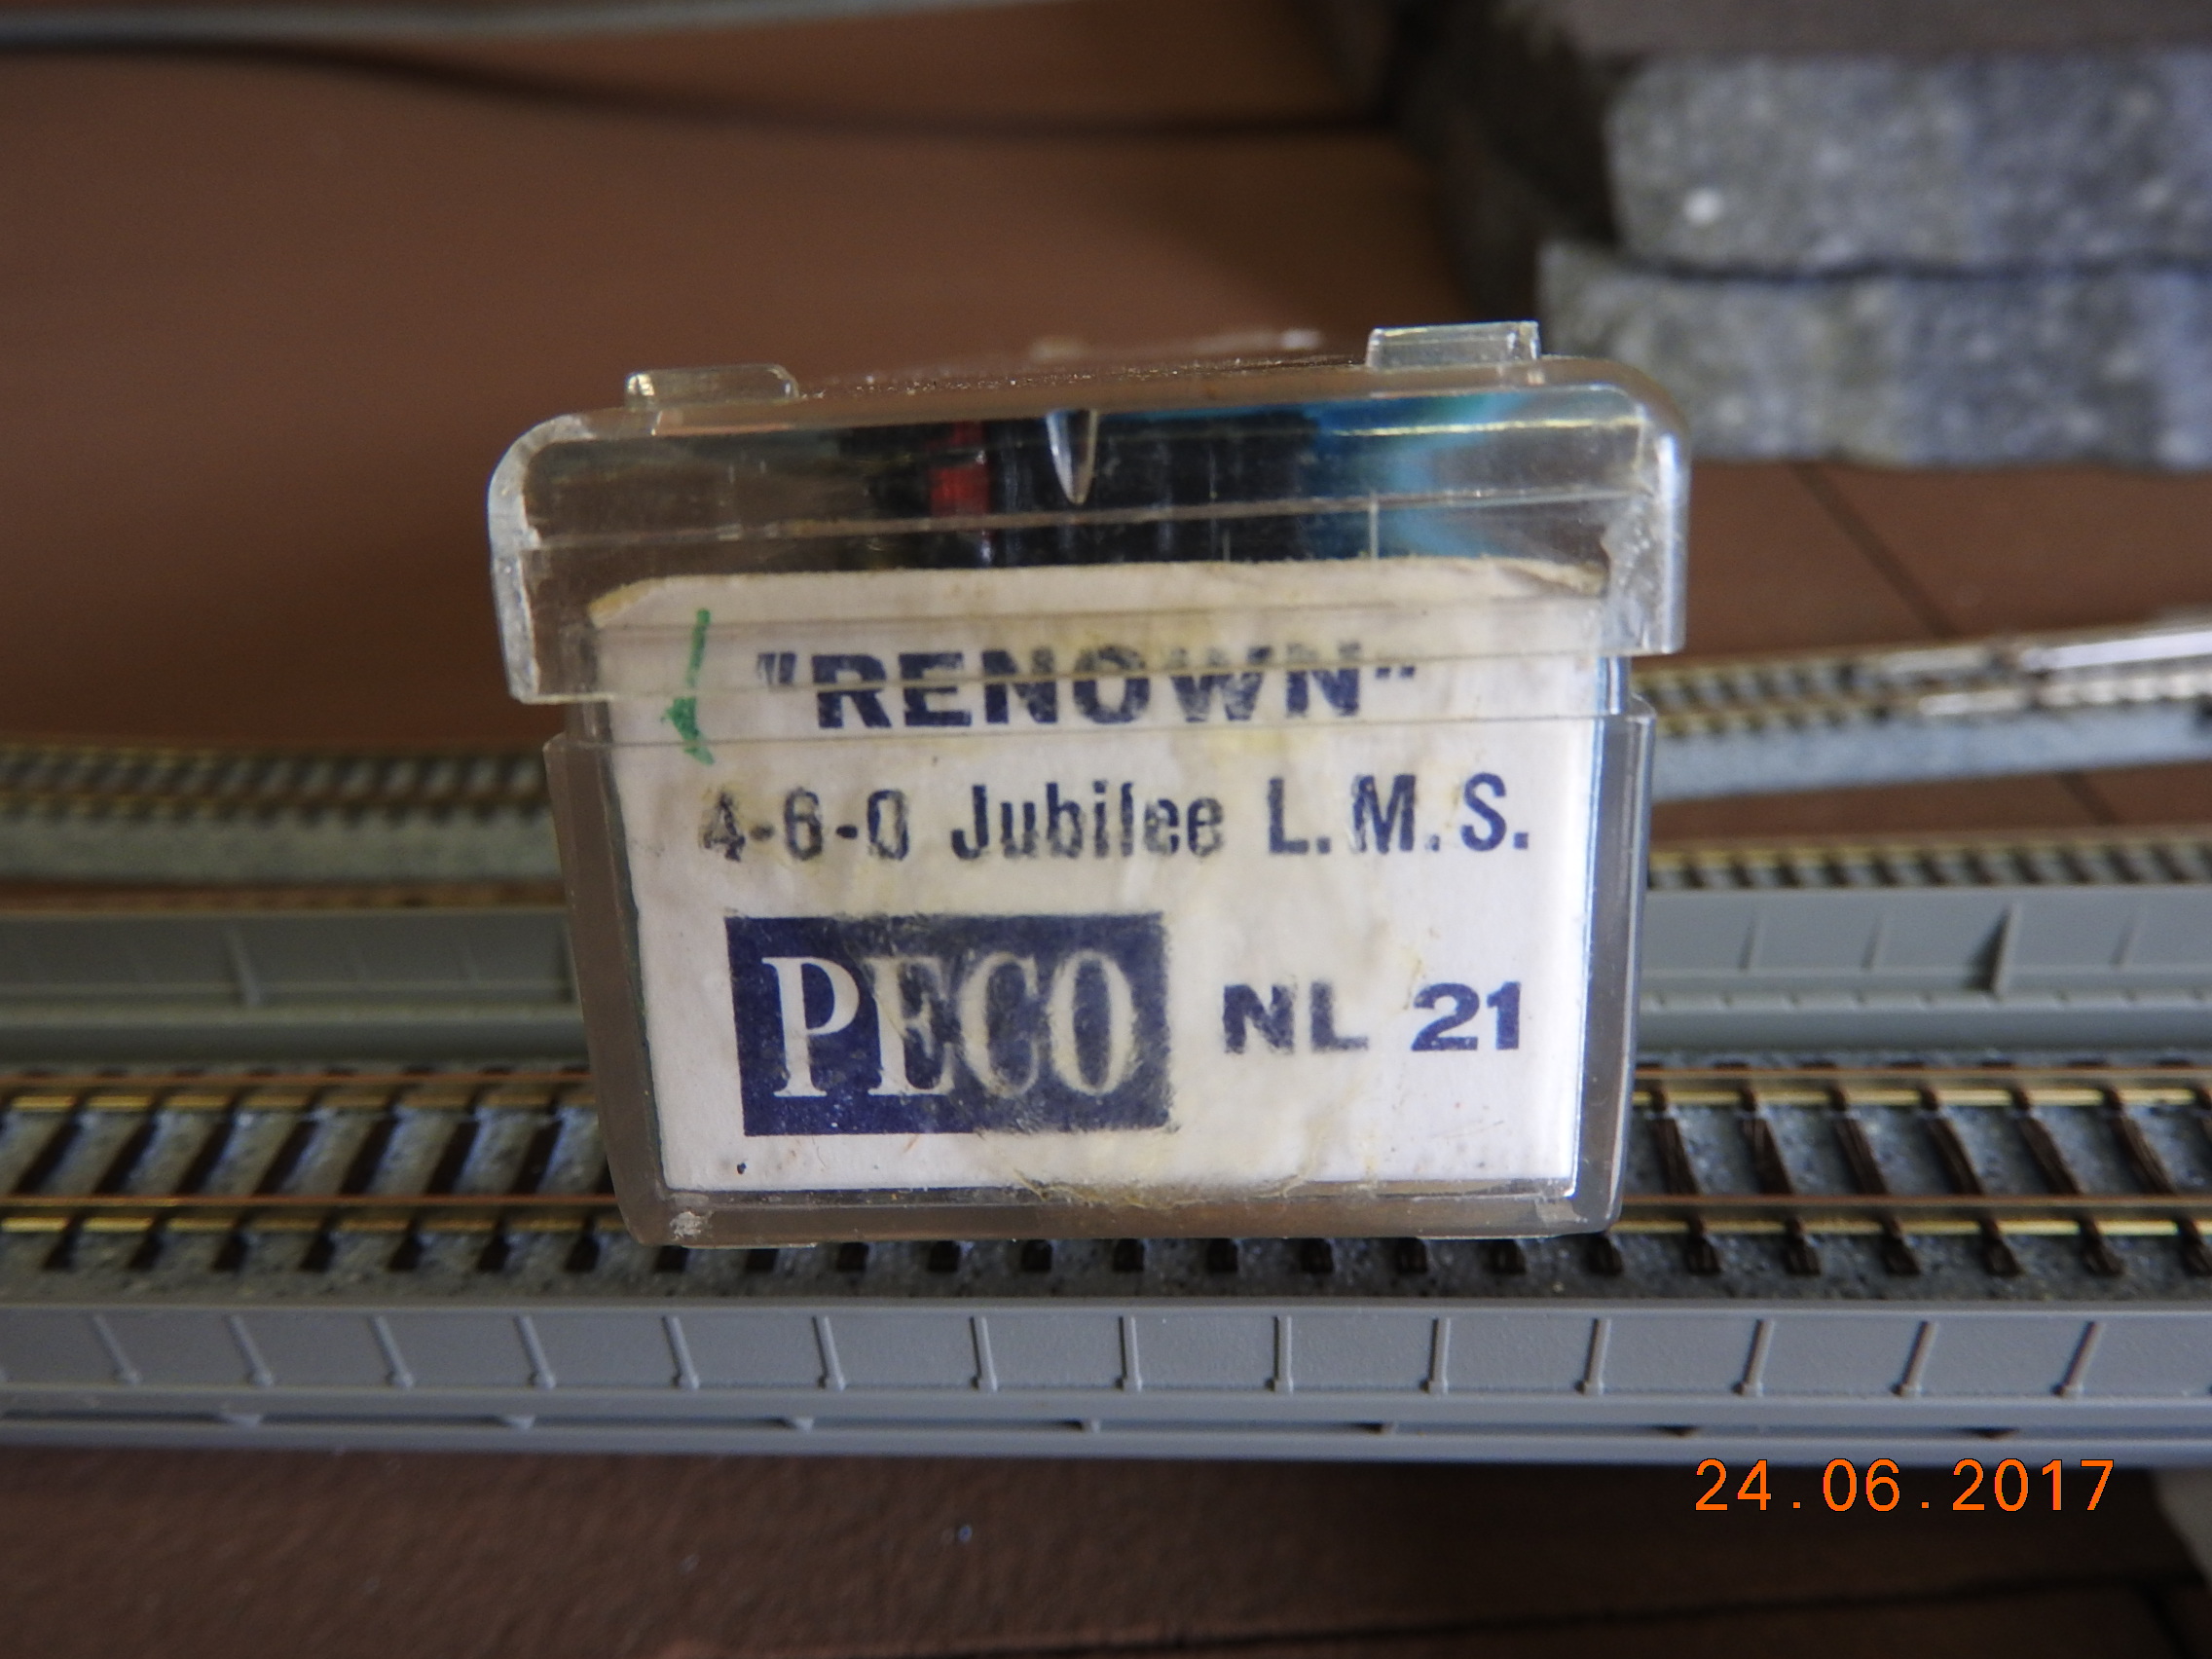 "RENOWN"
4-6-0 Jubilee L.M.S.
PECO NL 21
24.06.2017